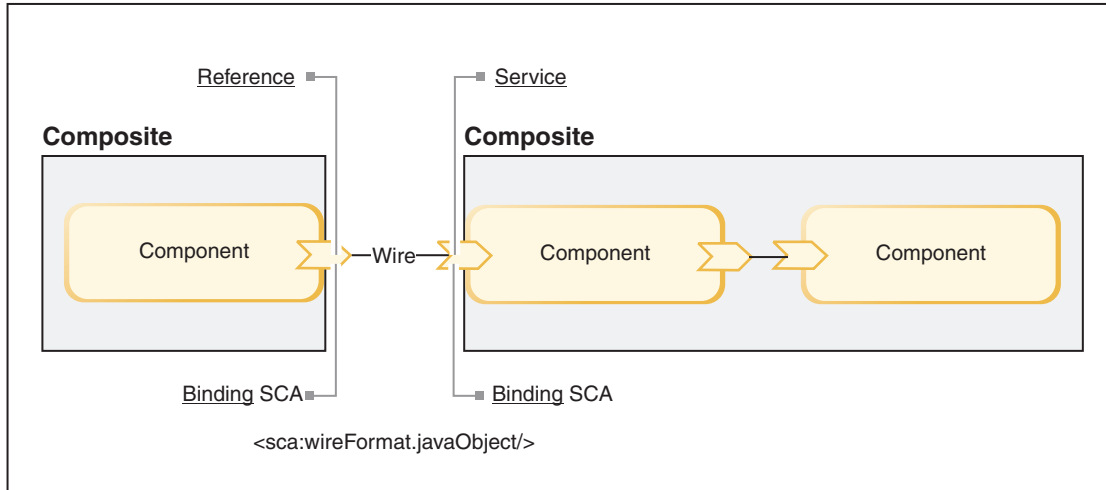 Reference
Service
Composite
Composite
Component
Wire
Component
Component
Binding SCA
Binding SCA
<sca:wireFormat.javaObject/>